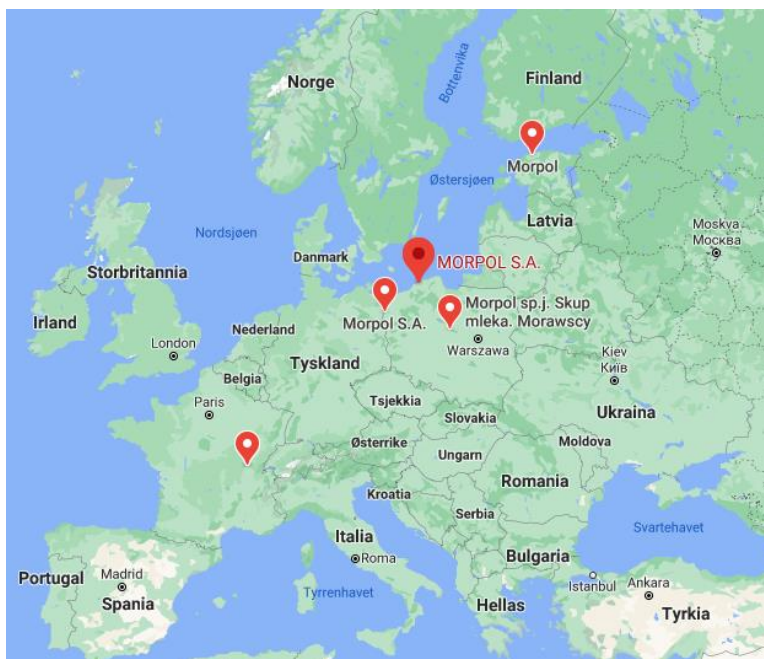 Norge
Bottenvika
Finland
Morpol
Østersjøen
Latvia
Moskva
Москва
Nordsjøen
Danmark
MORPOL S.A.
Storbritannia
Irland
Morpol S.A.
Morpol sp.j. Skup
mleka. Morawscy
London
Nederland
Warszawa
Tyskland
Kiev
Київ
Belgia
Paris
Tsjekkia
Ukraina
Slovakia
Østerrike
Moldova
Ungarn
Romania
Kroatia
Serbia
Italia
Svartehavet
Bulgaria
Roma
Portugal
Madrid
Spania
Tyrrenhavet
Istanbul
Ankara
Hellas
Tyrkia